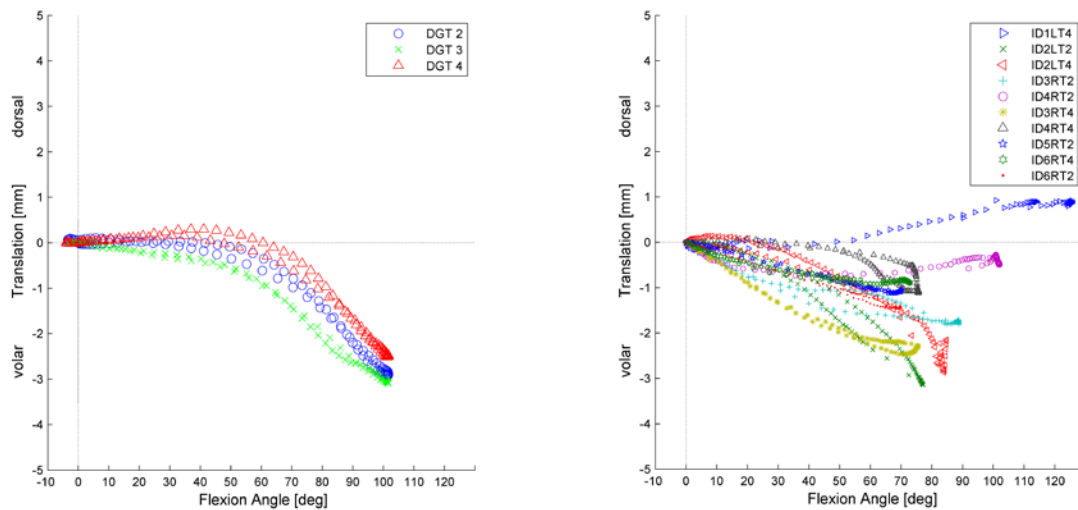 5
4
3
2
1
0
-1
-2
-3
-4
-5
dorsal
Translation [mm]
volar
-10 0 10 20 30 40 50 60 70 80 90 100 110 120
Flexion Angle [deg]
DGT 2
DGT 3
DGT 4
5
4
3
2
1
0
-1
-2
-3
-4
-5
dorsal
Translation [mm]
volar
-10 0 10 20 30 40 50 60 70 80 90 100 110 120
Flexion Angle [deg]
ID1LT4
ID2LT2
ID2LT4
ID3RT2
ID4RT2
ID3RT4
ID4RT4
ID5RT2
ID6RT4
ID6RT2